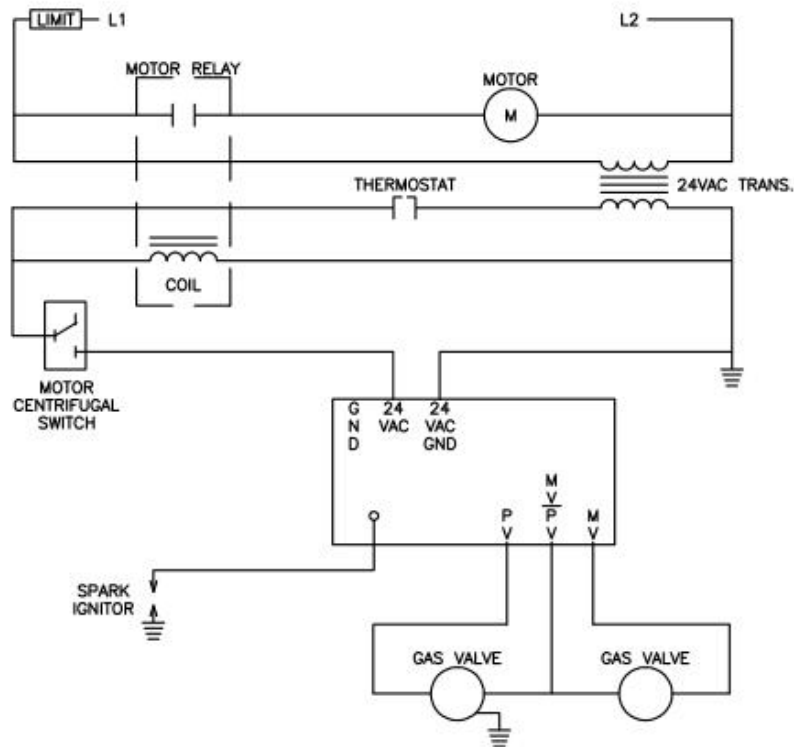 LIMIT L1 L2
MOTOR RELAY
MOTOR
M
THERMOSTAT
24VAC TRANS.
COIL
MOTOR
CENTRIFUGAL
SWITCH
G
N
D
24
VAC
24
VAC
GND
P
V
M
V
P
V
M
V
SPARK
IGNITOR
GAS VALVE
GAS VALVE